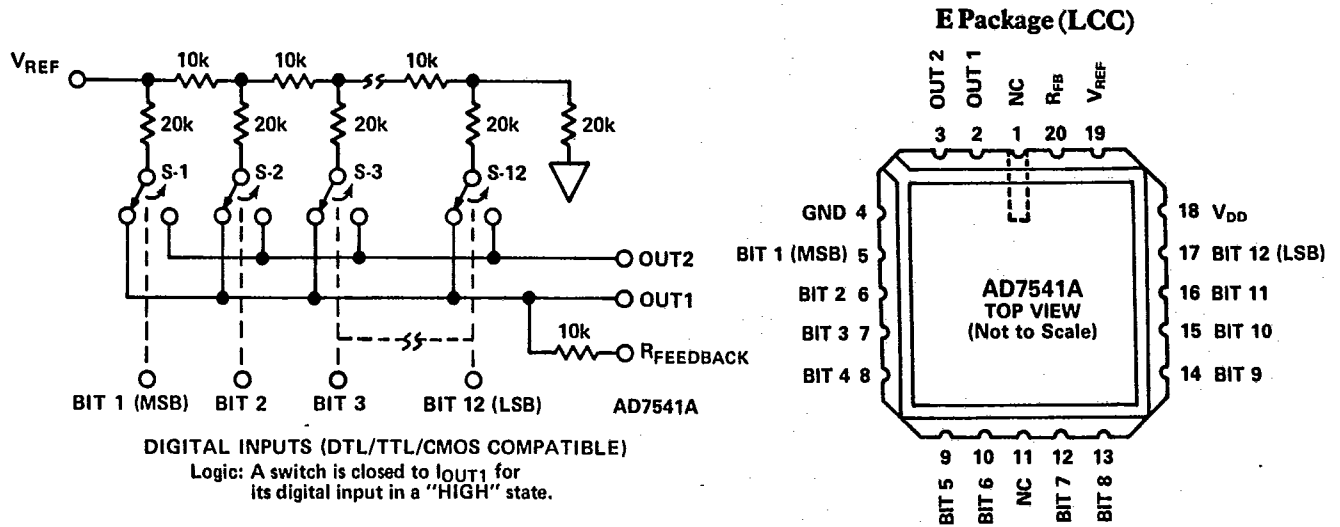 VREF
10k
10k
10k
20k
20k
20k
20k
20k
S-1
S-2
S-3
S-12
OUT2
OUT1
10k
RFEEDBACK
BIT 1 (MSB)
BIT 2
BIT 3
BIT 12 (LSB)
AD7541A
DIGITAL INPUTS (DTL/TTL/CMOS COMPATIBLE)
Logic: A switch is closed to IOUT1 for
its digital input in a "HIGH" state.
E Package (LCC)
OUT 2
OUT 1
NC
RFB
VREF
3 2 1 20 19
GND 4
BIT 1 (MSB) 5
BIT 2 6
BIT 3 7
BIT 4 8
AD7541A
TOP VIEW
(Not to Scale)
18 VDD
17 BIT 12 (LSB)
16 BIT 11
15 BIT 10
14 BIT 9
9 10 11 12 13
BIT 5
BIT 6
NC
BIT 7
BIT 8